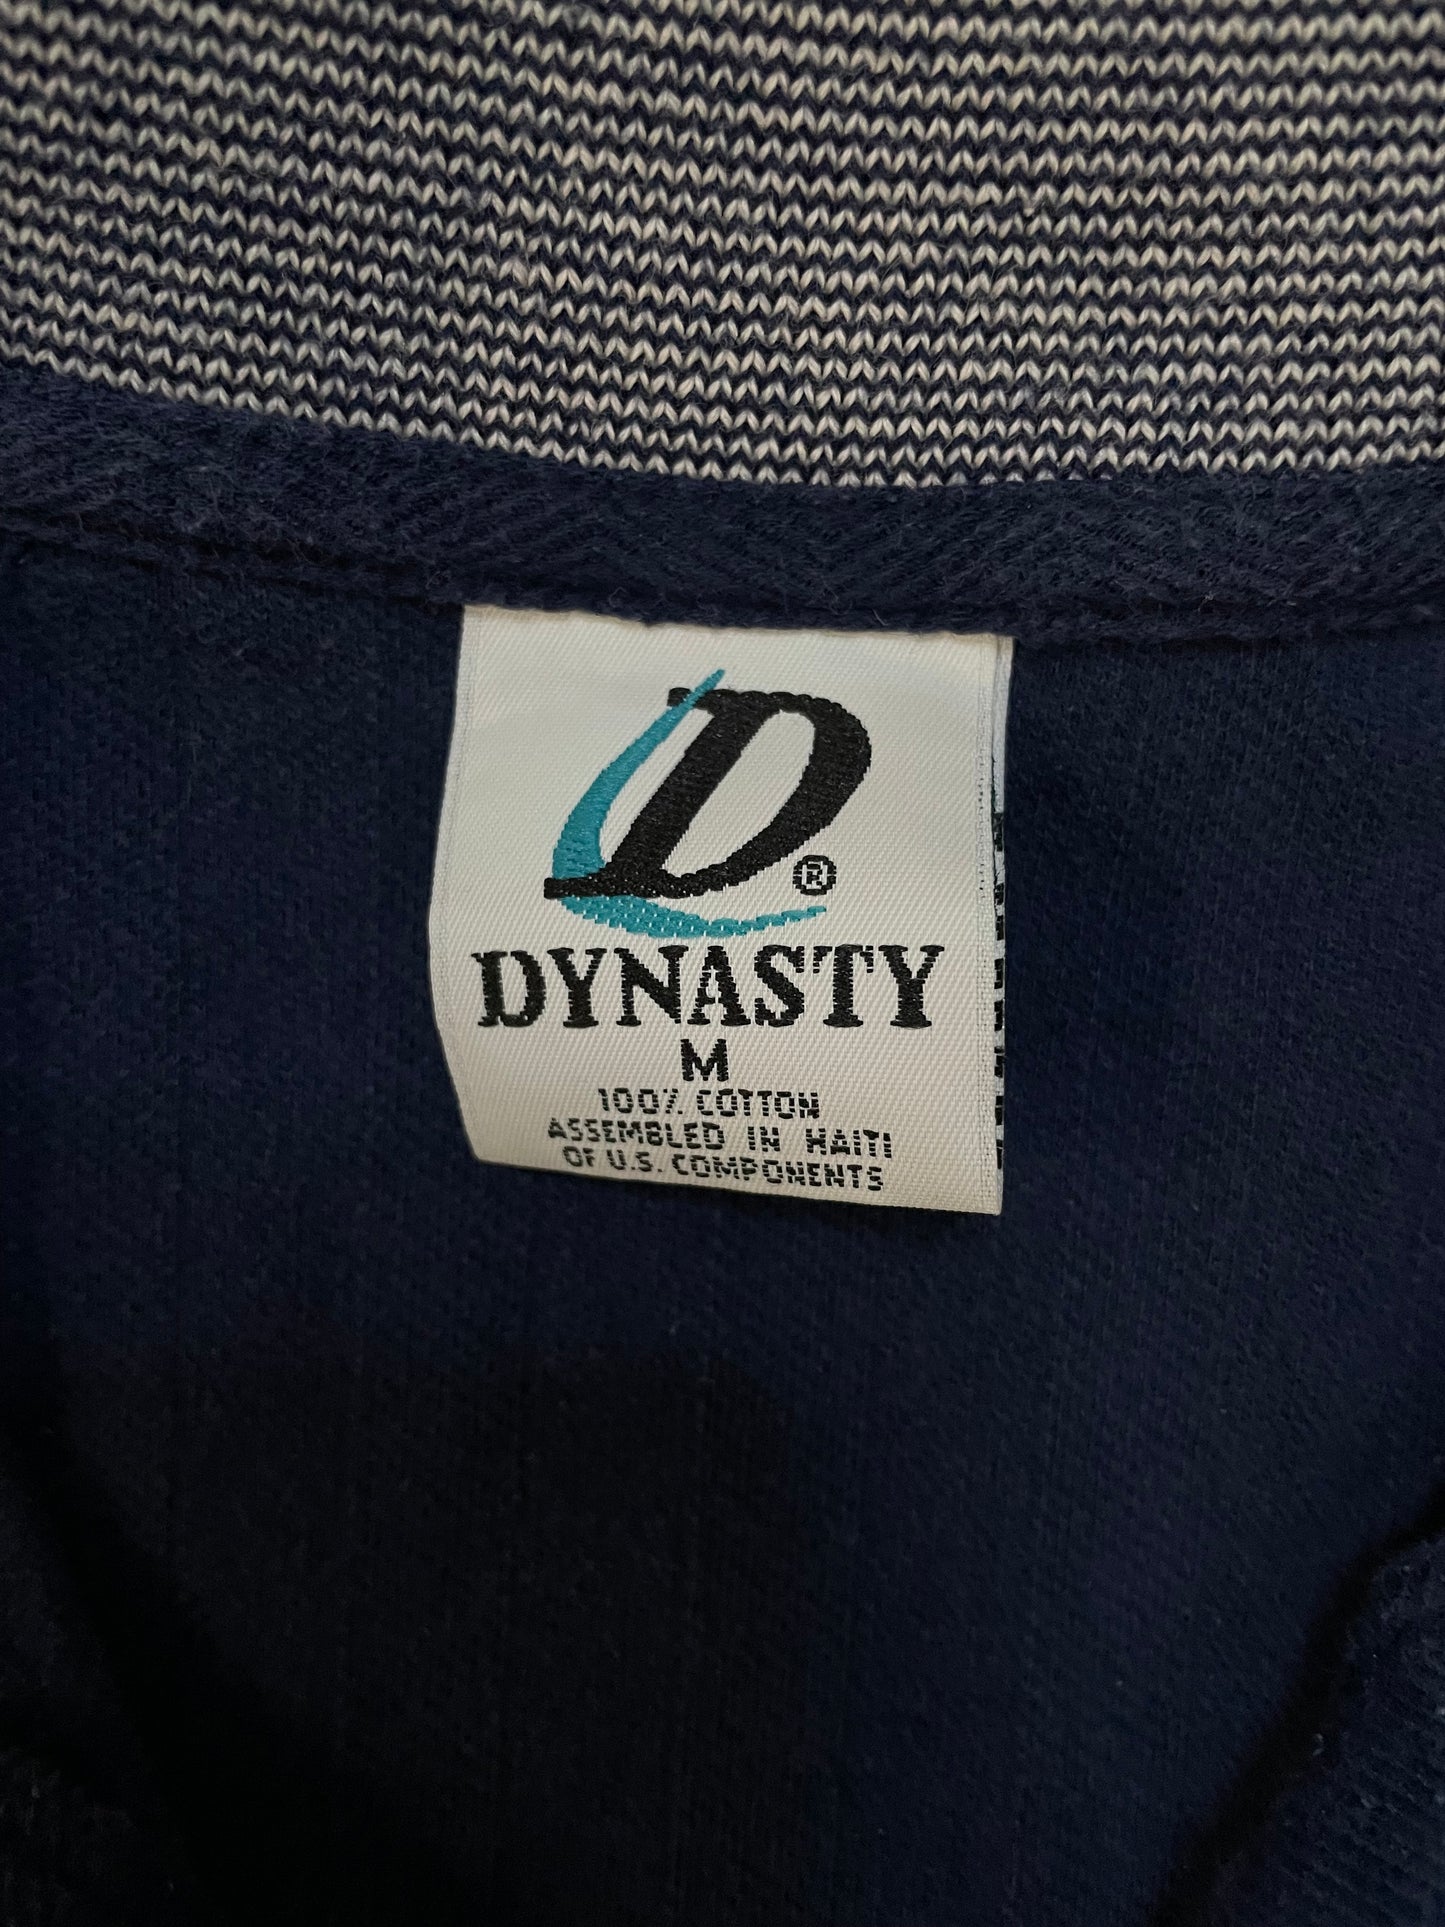 D®
DYNASTY
M
100% COTTON
ASSEMBLED IN HAITI
OF U.S. COMPONENTS